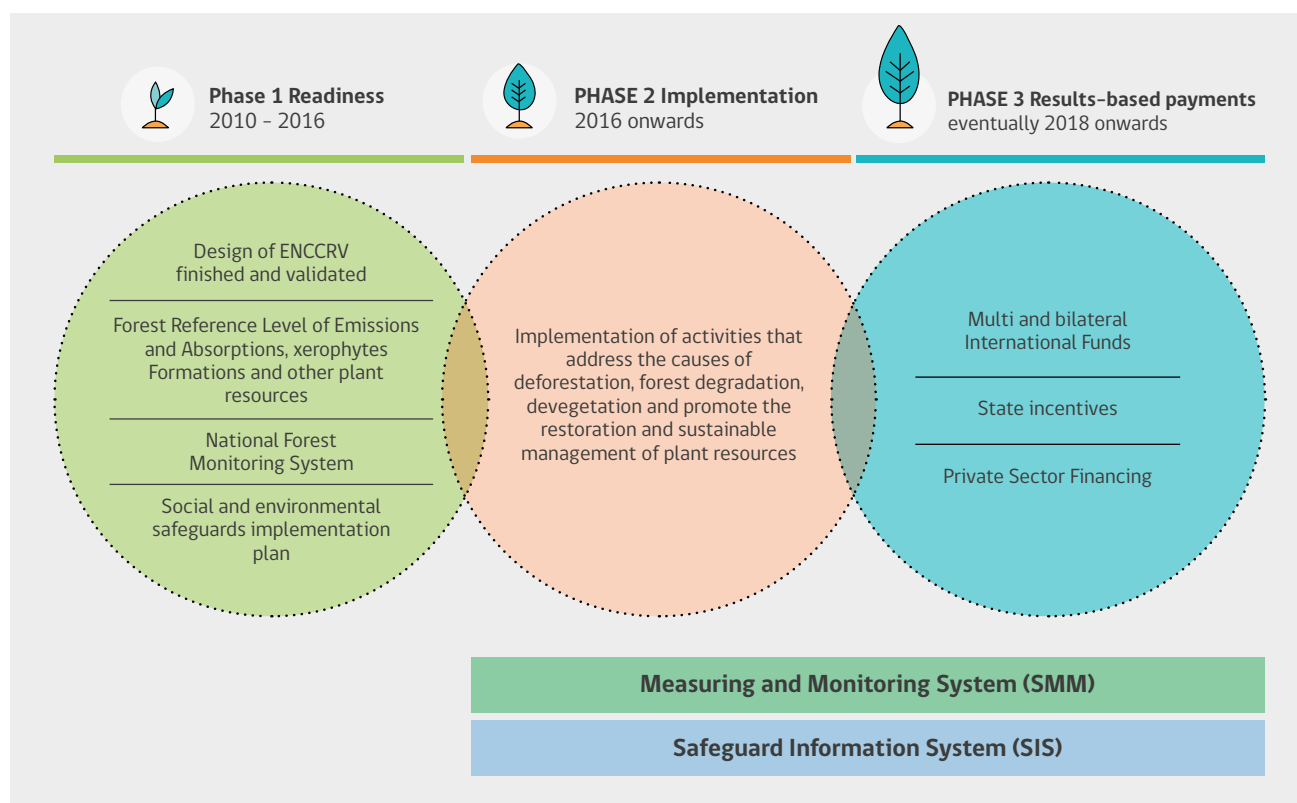 Phase 1 Readiness
2010 – 2016
PHASE 2 Implementation
2016 onwards
PHASE 3 Results-based payments
eventually 2018 onwards
Design of ENCCRV
finished and validated
Forest Reference Level of Emissions
and Absorptions, xerophytes
Formations and other plant
resources
National Forest
Monitoring System
Social and environmental
safeguards implementation
plan
Implementation of activities that
address the causes of
deforestation, forest degradation,
devegetation and promote the
restoration and sustainable
management of plant resources
Multi and bilateral
International Funds
State incentives
Private Sector Financing
Measuring and Monitoring System (SMM)
Safeguard Information System (SIS)